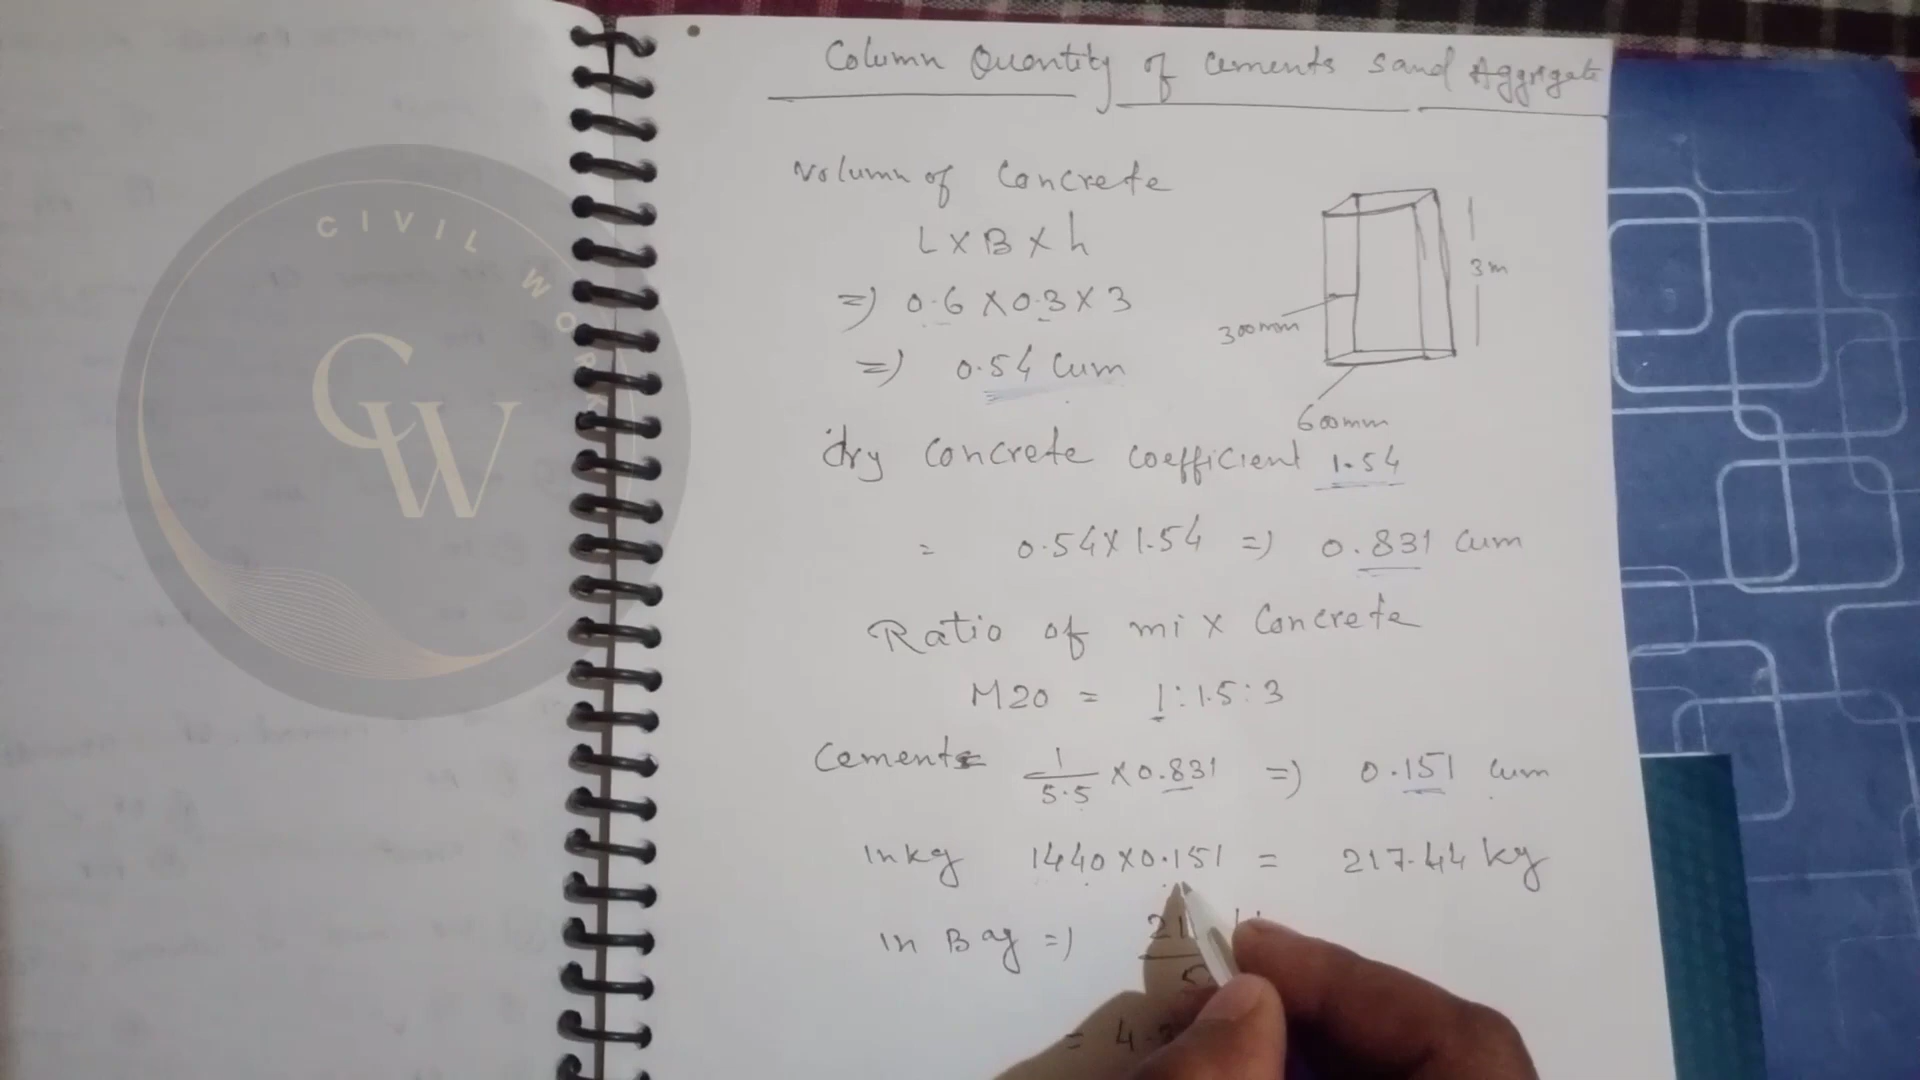 CIVIL WORK
CW
Column Quantity of cements sand Aggregate
Volumn of Concrete
L X B X h
=) 0.6 X 0.3 X 3
=) 0.54 Cum
3m
300mm
600mm
dry concrete coefficient 1.54
= 0.54 X 1.54 =) 0.831 Cum
Ratio of mix Concrete
M20 = 1:1.5:3
Cement = 1/5.5 X 0.831 =) 0.151 Cum
In kg 1440 X 0.151 = 217.44 kg
In Bag =)